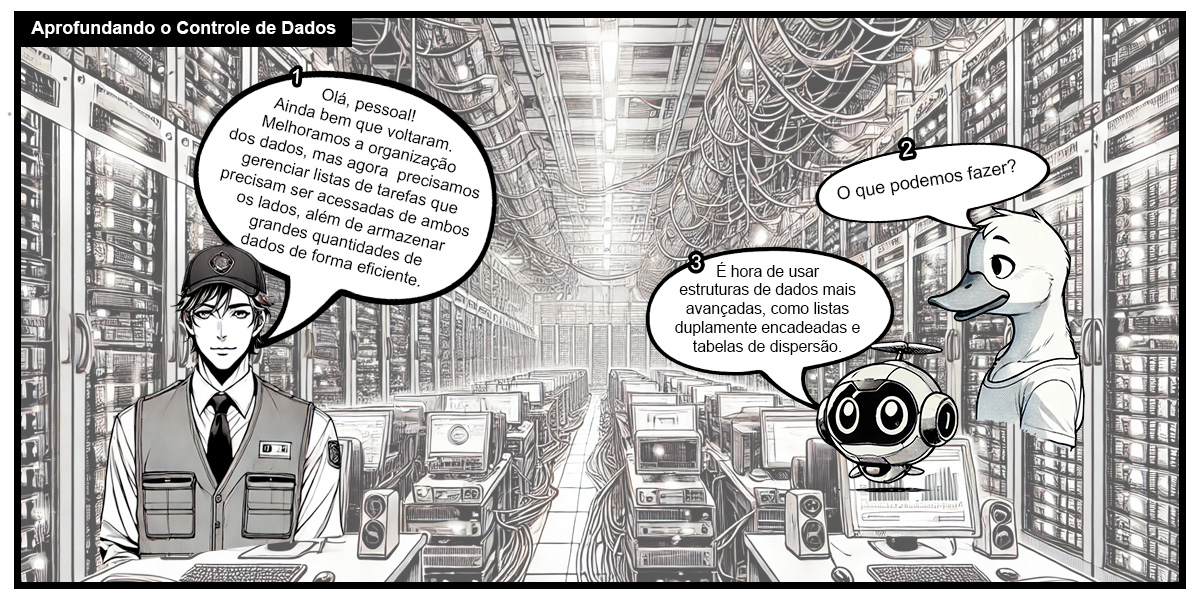 Aprofundando o Controle de Dados
1
Olá, pessoal!
Ainda bem que voltaram.
Melhoramos a organização
dos dados, mas agora precisamos
gerenciar listas de tarefas que
precisam ser acessadas de ambos
os lados, além de armazenar
grandes quantidades de
dados de forma eficiente.
2
O que podemos fazer?
3
É hora de usar
estruturas de dados mais
avançadas, como listas
duplamente encadeadas e
tabelas de dispersão.